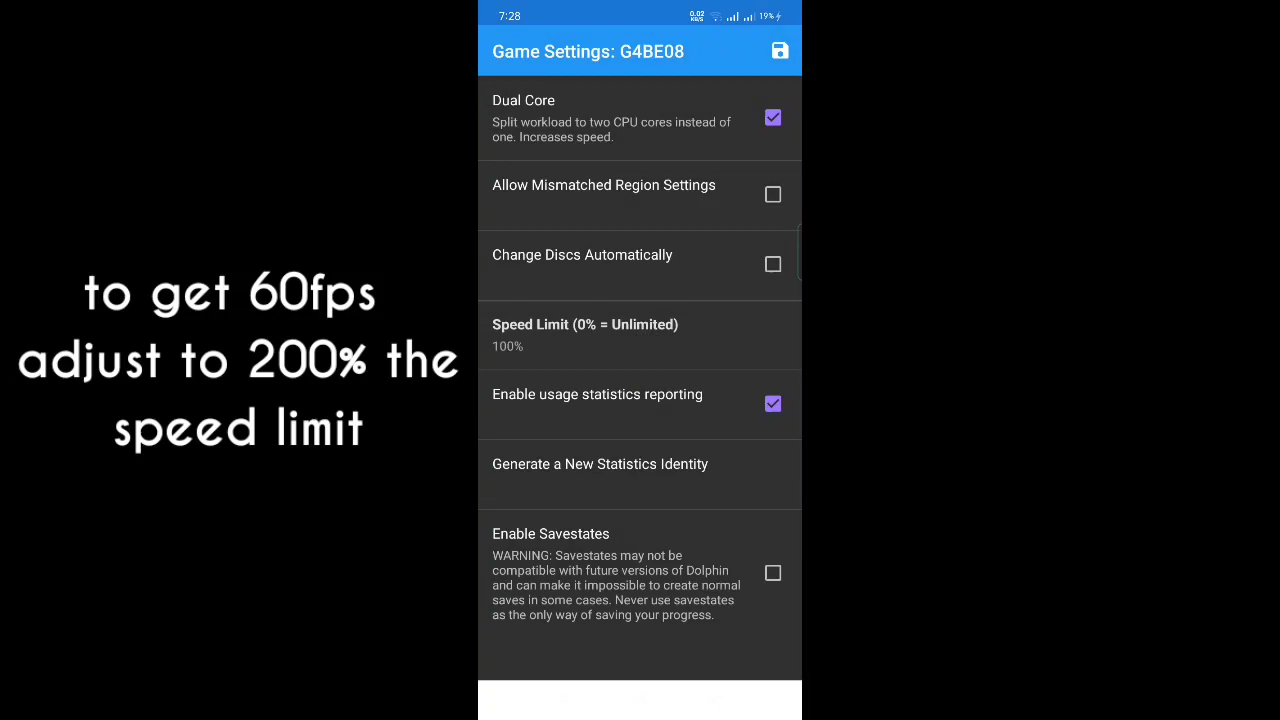 7:28
0.02
KB/S
19%
Game Settings: G4BE08
Dual Core
Split workload to two CPU cores instead of
one. Increases speed.
Allow Mismatched Region Settings
Change Discs Automatically
to get 60fps
adjust to 200% the
speed limit
Speed Limit (0% = Unlimited)
100%
Enable usage statistics reporting
Generate a New Statistics Identity
Enable Savestates
WARNING: Savestates may not be
compatible with future versions of Dolphin
and can make it impossible to create normal
saves in some cases. Never use savestates
as the only way of saving your progress.